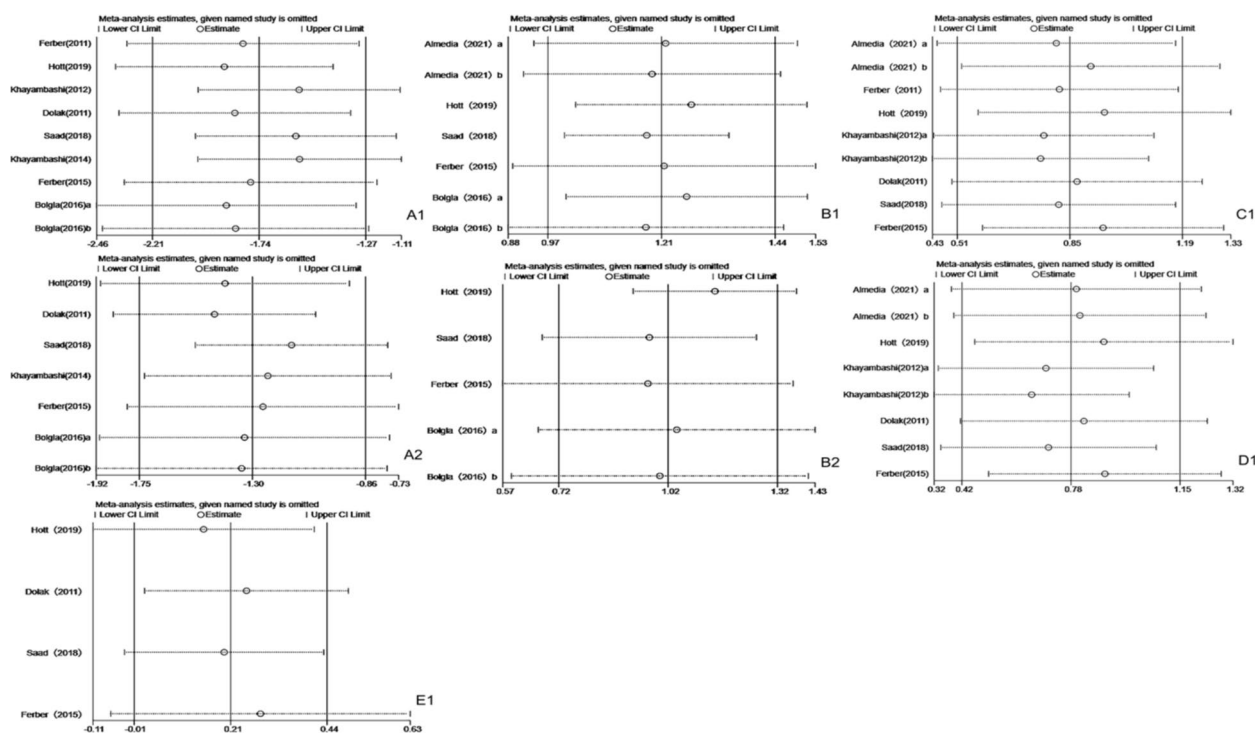 Meta-analysis estimates, given named study is omitted
| Lower CI Limit ○Estimate | Upper CI Limit
Ferber(2011)
Hott(2019)
Khayambashi(2012)
Dolak(2011)
Saad(2018)
Khayambashi(2014)
Ferber(2015)
Bolgla(2016)a
Bolgla(2016)b
A1
-2.46 -2.21 -1.74 -1.27 -1.11
Meta-analysis estimates, given named study is omitted
| Lower CI Limit ○Estimate | Upper CI Limit
Almedia (2021) a
Almedia (2021) b
Hott (2019)
Saad (2018)
Ferber (2015)
Bolgla (2016) a
Bolgla (2016) b
B1
0.88 0.97 1.21 1.44 1.53
Meta-analysis estimates, given named study is omitted
| Lower CI Limit ○Estimate | Upper CI Limit
Almedia (2021) a
Almedia (2021) b
Ferber (2011)
Hott (2019)
Khayambashi(2012)a
Khayambashi(2012)b
Dolak(2011)
Saad(2018)
Ferber(2015)
C1
0.43 0.51 0.85 1.19 1.33
Meta-analysis estimates, given named study is omitted
| Lower CI Limit ○Estimate | Upper CI Limit
Hott(2019)
Dolak(2011)
Saad(2018)
Khayambashi(2014)
Ferber(2015)
Bolgla(2016)a
Bolgla(2016)b
A2
-1.92 -1.75 -1.30 -0.86 -0.73
Meta-analysis estimates, given named study is omitted
| Lower CI Limit ○Estimate | Upper CI Limit
Hott (2019)
Saad (2018)
Ferber (2015)
Bolgla (2016) a
Bolgla (2016) b
B2
0.57 0.72 1.02 1.32 1.43
Meta-analysis estimates, given named study is omitted
| Lower CI Limit ○Estimate | Upper CI Limit
Almedia (2021) a
Almedia (2021) b
Hott (2019)
Khayambashi(2012)a
Khayambashi(2012)b
Dolak(2011)
Saad(2018)
Ferber(2015)
D1
0.32 0.42 0.78 1.15 1.32
Meta-analysis estimates, given named study is omitted
| Lower CI Limit ○Estimate | Upper CI Limit
Hott (2019)
Dolak (2011)
Saad (2018)
Ferber (2015)
E1
-0.11 -0.01 0.21 0.44 0.63